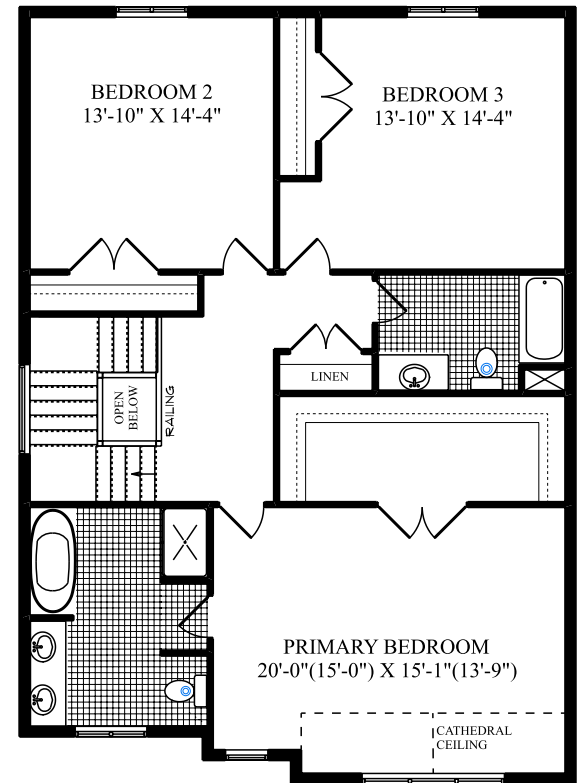 BEDROOM 2
13'-10" X 14'-4"
BEDROOM 3
13'-10" X 14'-4"
LINEN
OPEN
BELOW
RAILING
PRIMARY BEDROOM
20'-0"(15'-0") X 15'-1"(13'-9")
CATHEDRAL
CEILING